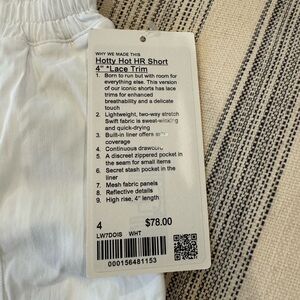 WHY WE MADE THIS
Hotty Hot HR Short
4" *Lace Trim
1. Born to run but with room for
everything else. This version
of our iconic shorts has lace
trims for enhanced
breathability and a delicate
touch
2. Lightweight, two-way stretch
Swift fabric is sweat-wicking
and quick-drying
3. Built-in liner offers
coverage
4. Continuous drawcord
5. A discreet zippered pocket in
the seam for small items
6. Secret stash pocket in the
liner
7. Mesh fabric panels
8. Reflective details
9. High rise, 4" length
4 $78.00
LW7DOIS WHT
000156481153